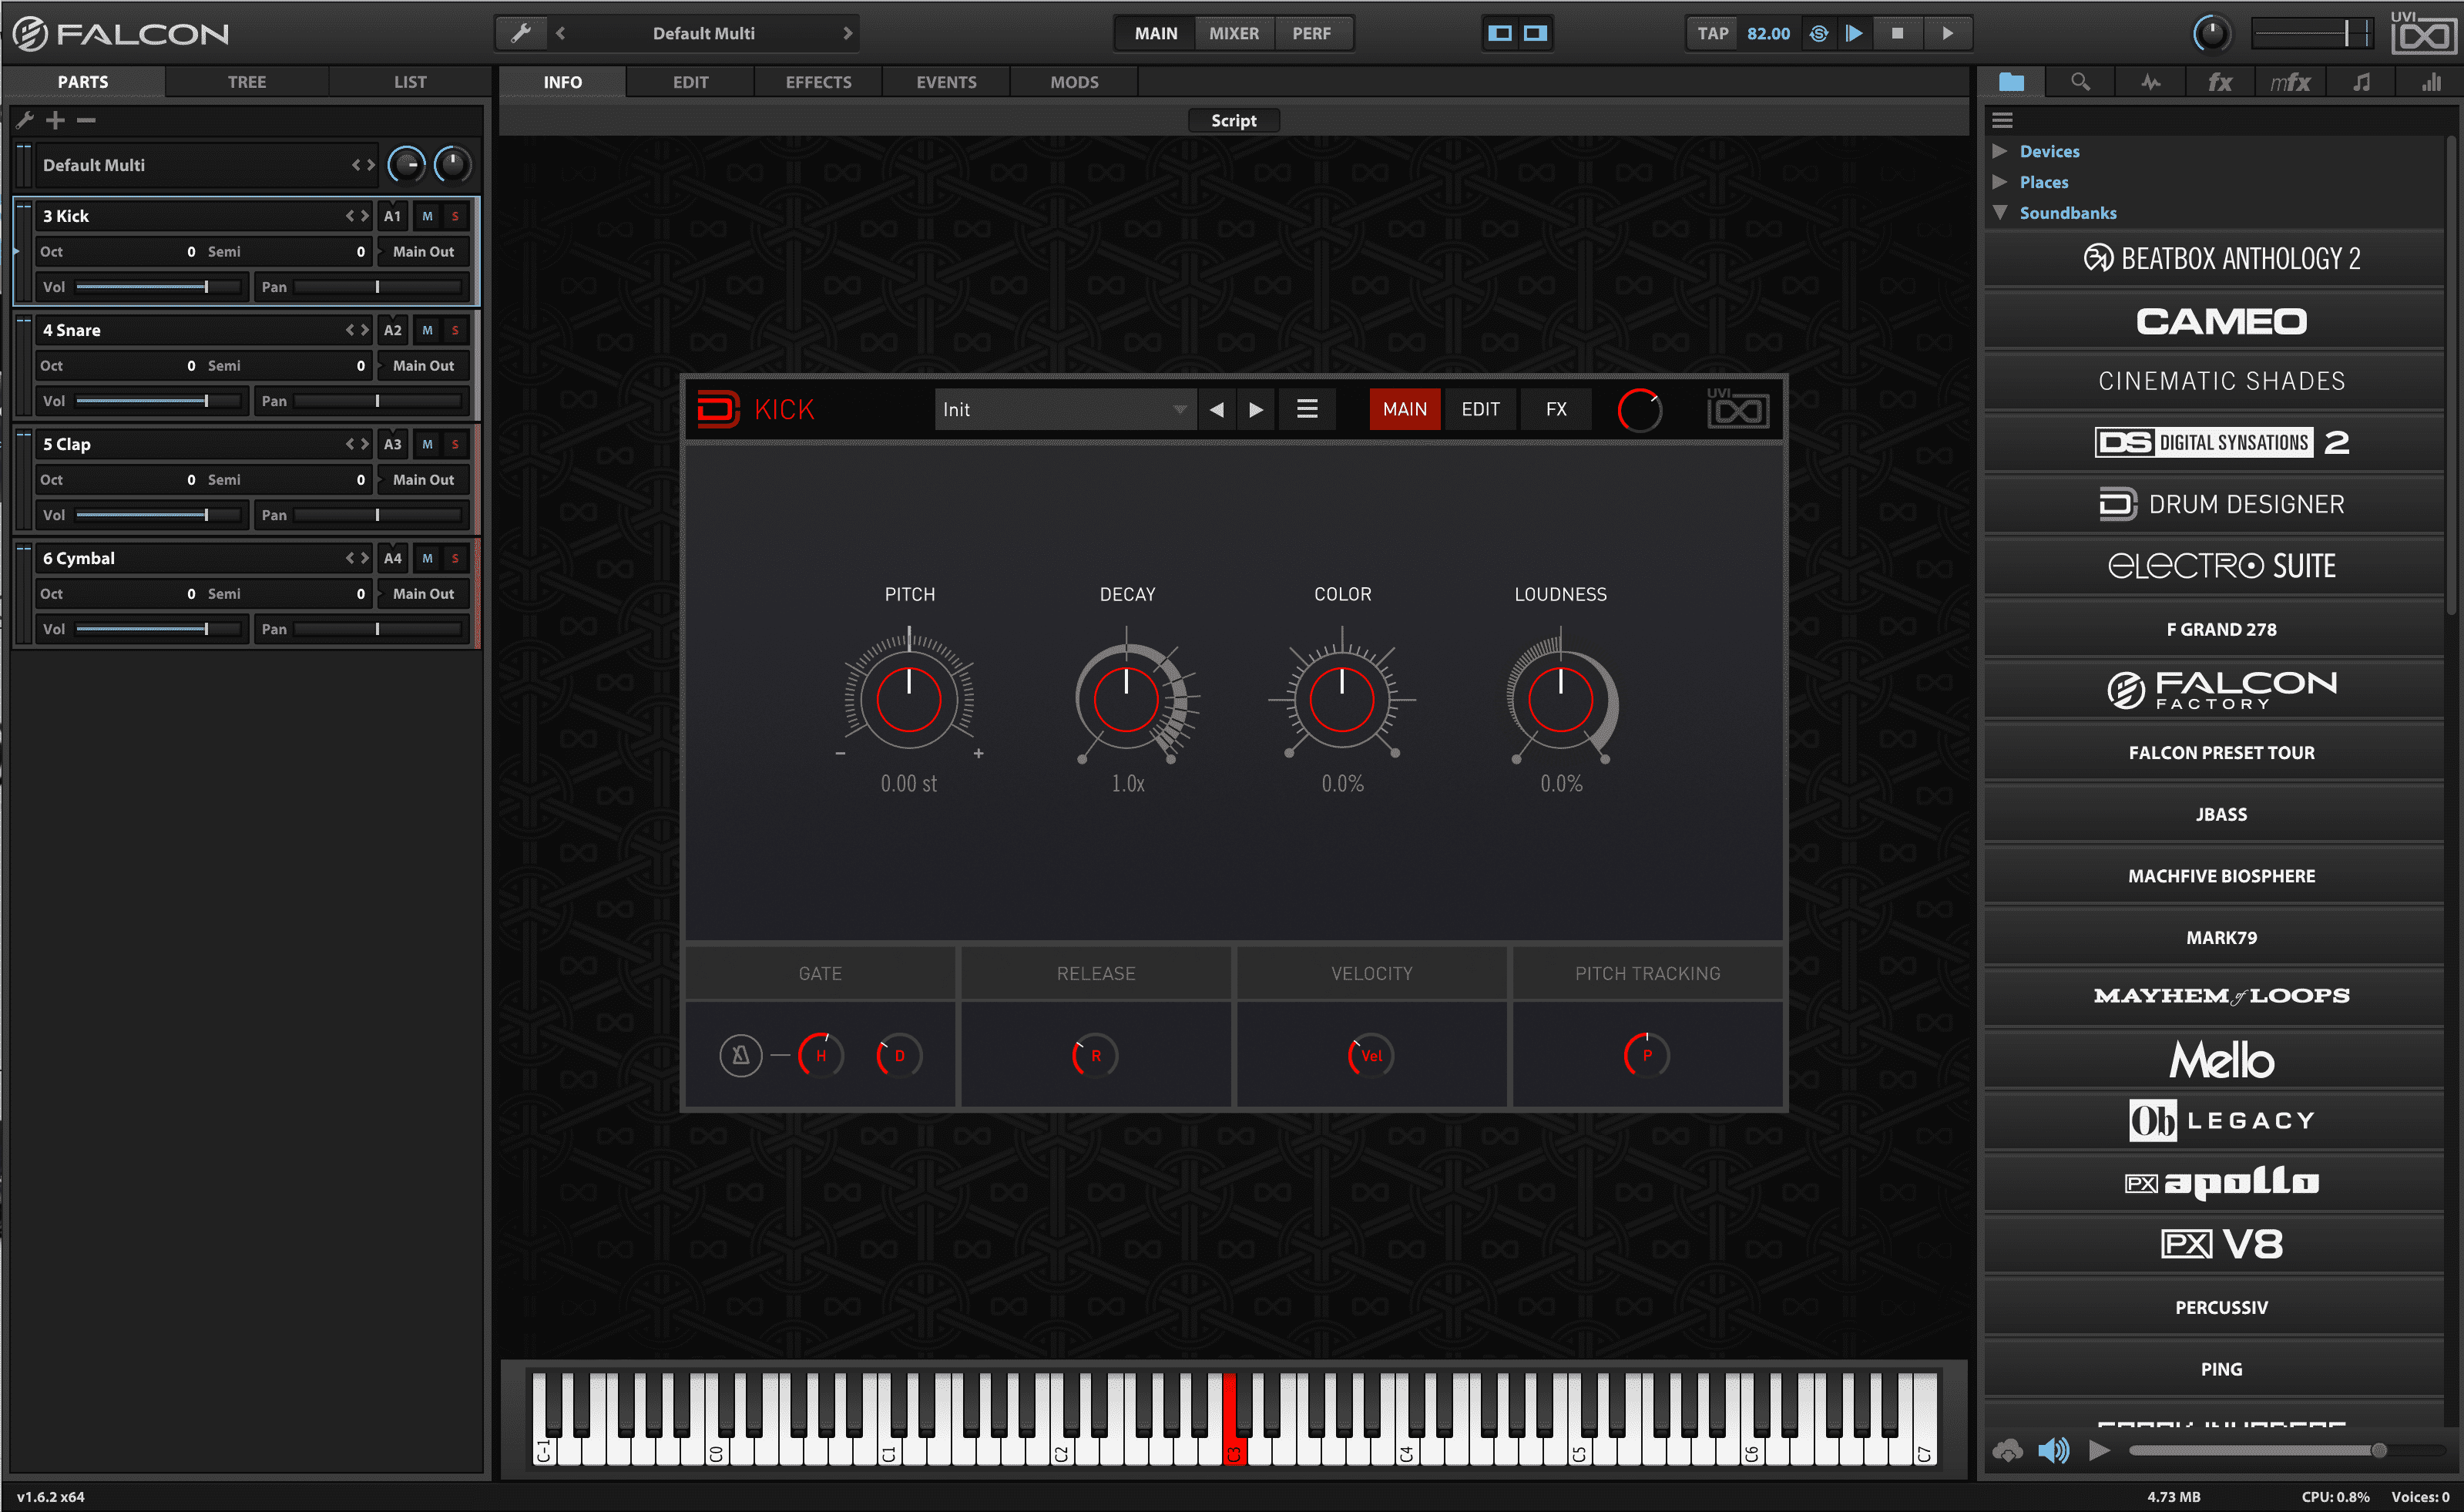 FALCON
Default Multi
MAIN MIXER PERF
TAP 82.00
UVI
PARTS TREE LIST
INFO EDIT EFFECTS EVENTS MODS
fx mfx
Script
Default Multi
3 Kick A1 M S
Oct 0 Semi 0 Main Out
Vol Pan
4 Snare A2 M S
Oct 0 Semi 0 Main Out
Vol Pan
5 Clap A3 M S
Oct 0 Semi 0 Main Out
Vol Pan
6 Cymbal A4 M S
Oct 0 Semi 0 Main Out
Vol Pan
KICK
Init
MAIN EDIT FX
UVI
PITCH DECAY COLOR LOUDNESS
- +
0.00 st 1.0x 0.0% 0.0%
GATE RELEASE VELOCITY PITCH TRACKING
H D R Vel P
C-1 C0 C1 C2 C3 C4 C5 C6 C7
Devices
Places
Soundbanks
BEATBOX ANTHOLOGY 2
CAMEO
CINEMATIC SHADES
DS DIGITAL SYNSATIONS 2
DRUM DESIGNER
ELECTRO SUITE
F GRAND 278
FALCON
FACTORY
FALCON PRESET TOUR
JBASS
MACHFIVE BIOSPHERE
MARK79
MAYHEM of LOOPS
Mello
Ob LEGACY
PX apollo
PX V8
PERCUSSIV
PING
v1.6.2 x64
4.73 MB CPU: 0.8% Voices: 0